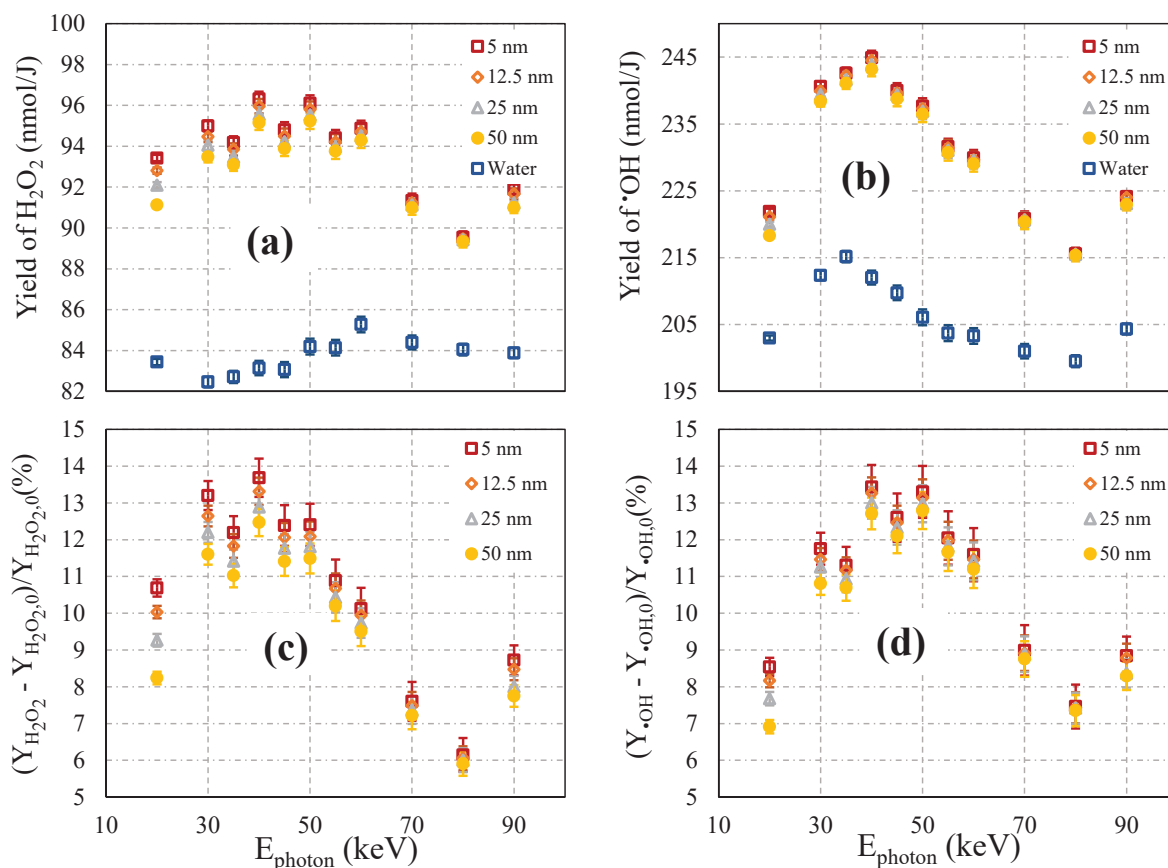 Yield of H₂O₂ (nmol/J)
100
98
96
94
92
90
88
86
84
82
5 nm
12.5 nm
25 nm
50 nm
Water
(a)
Yield of •OH (nmol/J)
245
235
225
215
205
195
5 nm
12.5 nm
25 nm
50 nm
Water
(b)
(Y_H₂O₂ - Y_H₂O₂,0)/Y_H₂O₂,0(%)
15
14
13
12
11
10
9
8
7
6
5
5 nm
12.5 nm
25 nm
50 nm
(c)
10 30 50 70 90
E_photon (keV)
(Y•OH - Y•OH,0)/Y•OH,0(%)
15
14
13
12
11
10
9
8
7
6
5
5 nm
12.5 nm
25 nm
50 nm
(d)
10 30 50 70 90
E_photon (keV)